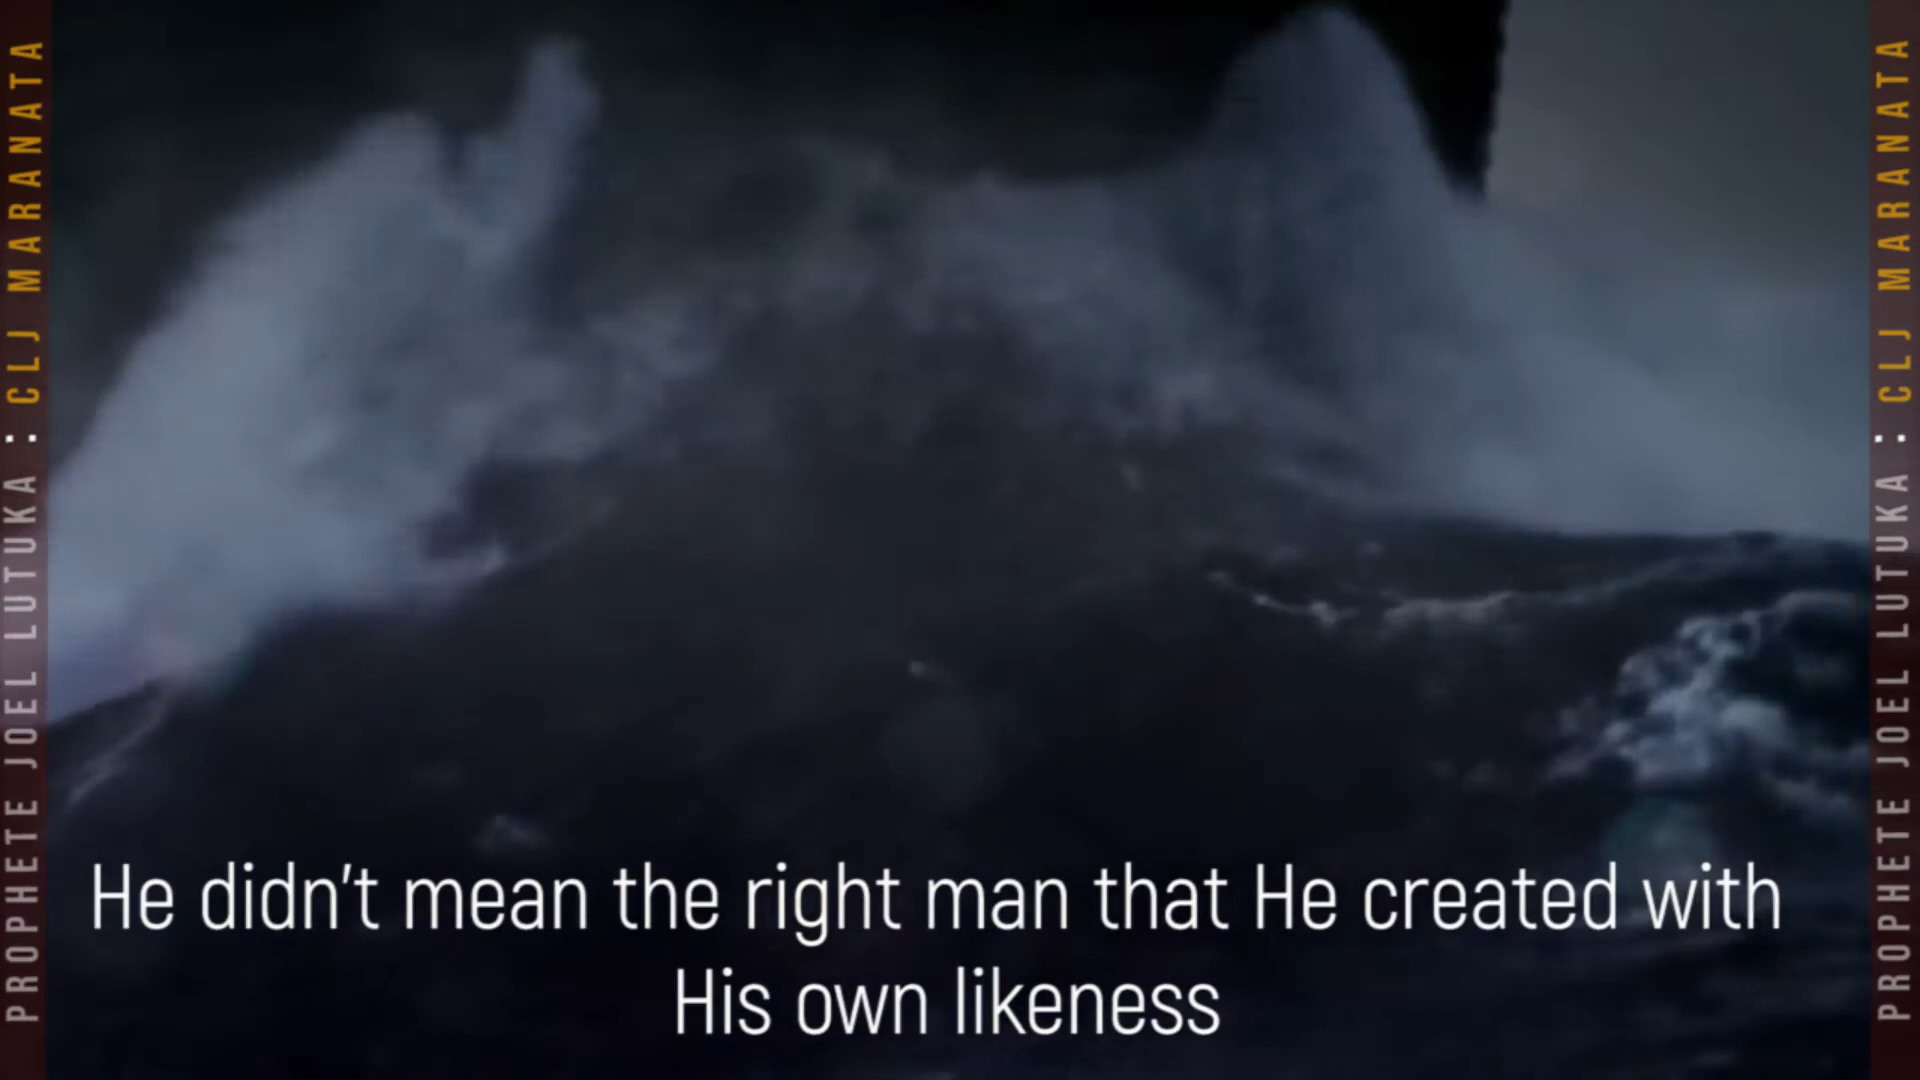 PROPHETE JOEL LUTUKA : CLJ MARANATA
He didn't mean the right man that He created with
His own likeness
PROPHETE JOEL LUTUKA : CLJ MARANATA